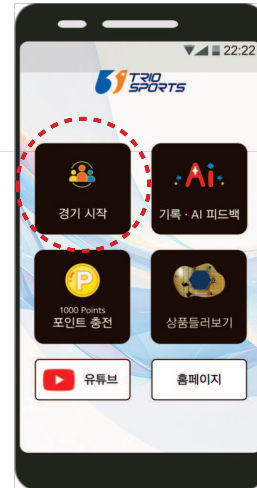 22:22
TRIO
SPORTS
경기 시작
Ai
기록 · AI 피드백
P
1000 Points
포인트 충전
상품둘러보기
유튜브
홈페이지